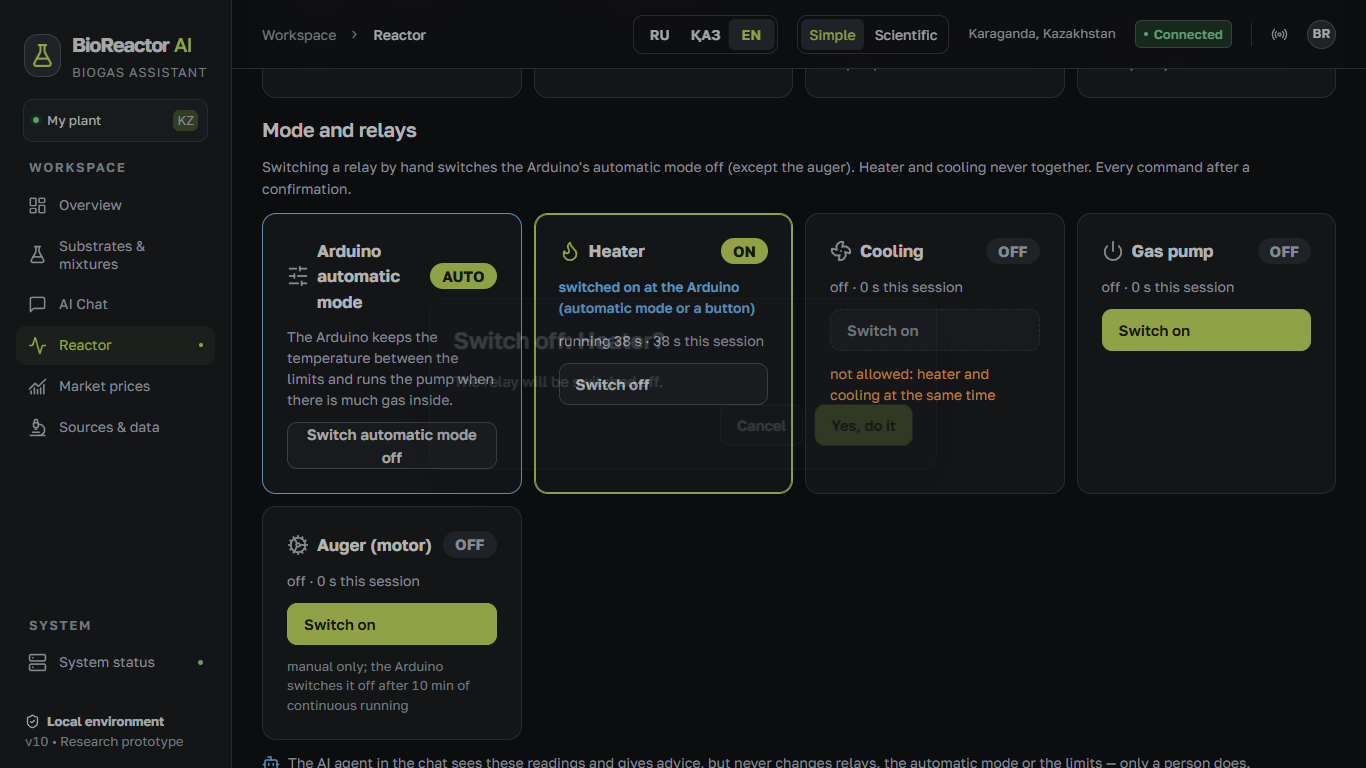 BioReactor AI
BIOGAS ASSISTANT
My plant KZ
WORKSPACE
Overview
Substrates &
mixtures
AI Chat
Reactor
Market prices
Sources & data
SYSTEM
System status
Local environment
v10 • Research prototype
Workspace > Reactor
RU ҚАЗ EN
Simple Scientific
Karaganda, Kazakhstan
Connected
BR
Mode and relays
Switching a relay by hand switches the Arduino's automatic mode off (except the auger). Heater and cooling never together. Every command after a
confirmation.
Arduino
automatic
mode
AUTO
The Arduino keeps the
temperature between the
limits and runs the pump when
there is much gas inside.
Switch automatic mode
off
Heater ON
switched on at the Arduino
(automatic mode or a button)
running 38 s · 38 s this session
Switch off
Cooling OFF
off · 0 s this session
Switch on
not allowed: heater and
cooling at the same time
Gas pump OFF
off · 0 s this session
Switch on
Switch off: Heater?
The relay will be switched off.
Cancel
Yes, do it
Auger (motor) OFF
off · 0 s this session
Switch on
manual only; the Arduino
switches it off after 10 min of
continuous running
The AI agent in the chat sees these readings and gives advice, but never changes relays, the automatic mode or the limits — only a person does.